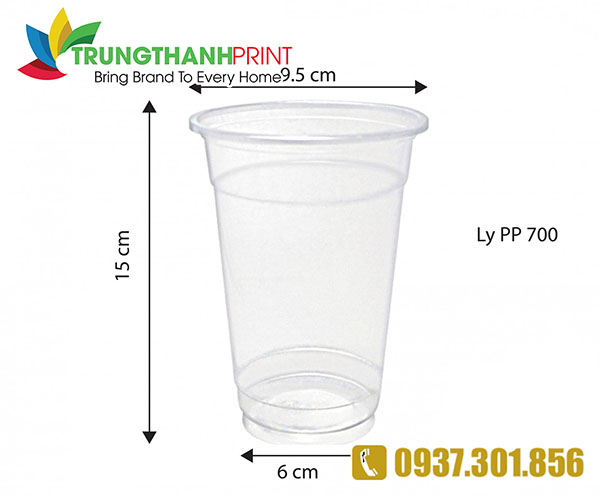 TRUNGTHANHPRINT
Bring Brand To Every Home
9.5 cm
15 cm
Ly PP 700
6 cm
0937.301.856